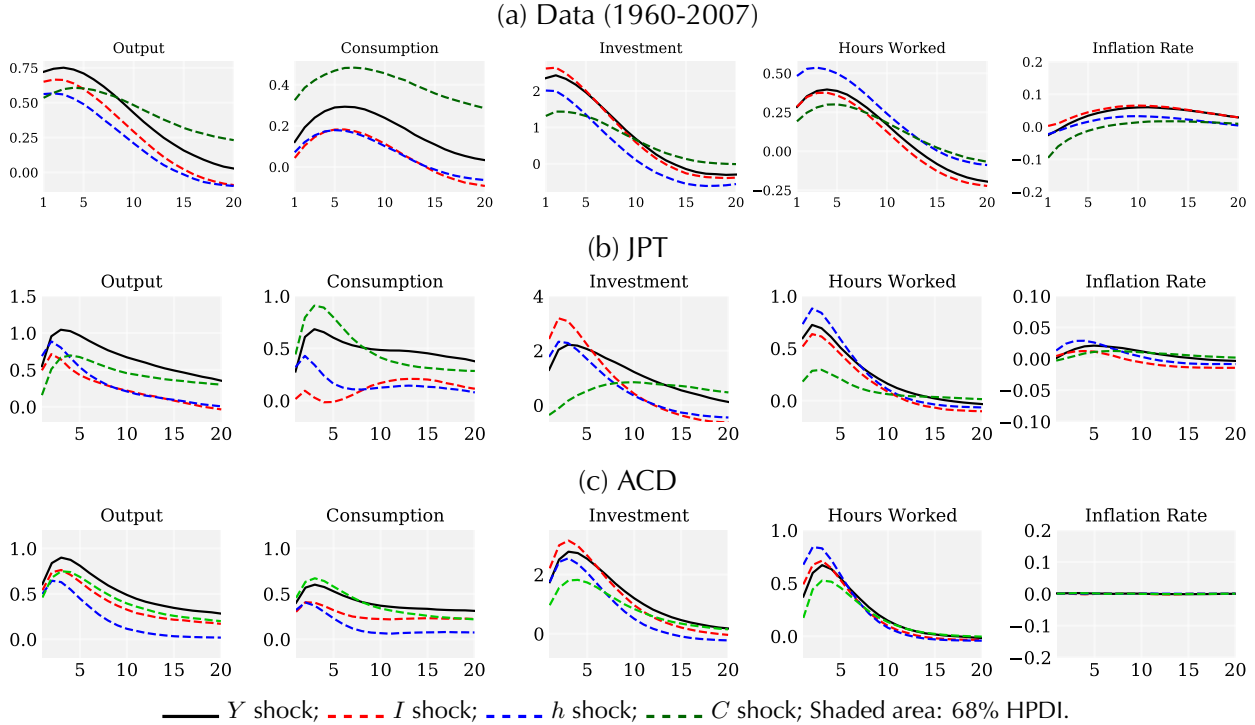 (a) Data (1960-2007)
Output Consumption Investment Hours Worked Inflation Rate
0.75 0.50 0.25 0.00
1 5 10 15 20
0.4 0.2 0.0
1 5 10 15 20
2 1 0
1 5 10 15 20
0.50 0.25 0.00 −0.25
1 5 10 15 20
0.2 0.1 0.0 −0.1 −0.2
1 5 10 15 20
(b) JPT
Output Consumption Investment Hours Worked Inflation Rate
1.5 1.0 0.5 0.0
5 10 15 20
1.0 0.5 0.0
5 10 15 20
4 2 0
5 10 15 20
1.0 0.5 0.0
5 10 15 20
0.10 0.05 0.00 −0.05 −0.10
5 10 15 20
(c) ACD
Output Consumption Investment Hours Worked Inflation Rate
1.0 0.5 0.0
5 10 15 20
1.0 0.5 0.0
5 10 15 20
2 0
5 10 15 20
1.0 0.5 0.0
5 10 15 20
0.2 0.1 0.0 −0.1 −0.2
5 10 15 20
Y shock; I shock; h shock; C shock; Shaded area: 68% HPDI.